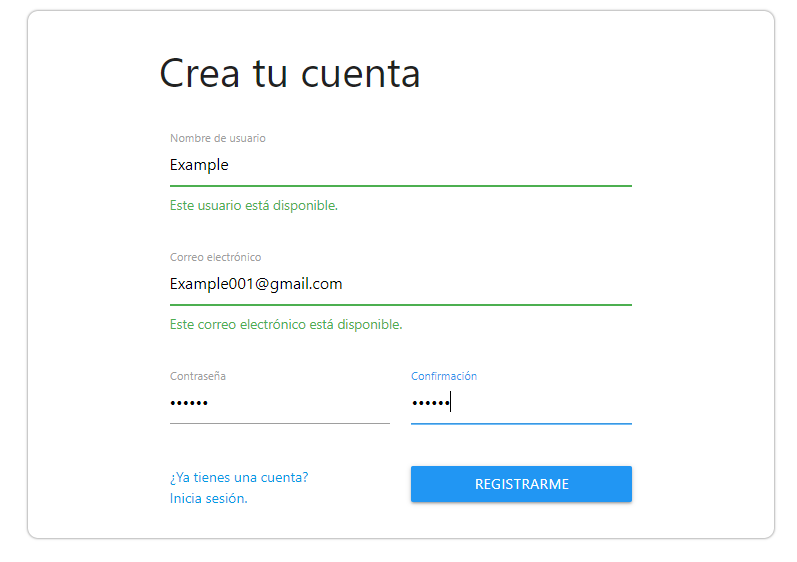 Crea tu cuenta
Nombre de usuario
Example
Este usuario está disponible.
Correo electrónico
Example001@gmail.com
Este correo electrónico está disponible.
Contraseña
••••••
Confirmación
••••••
¿Ya tienes una cuenta?
Inicia sesión.
REGISTRARME